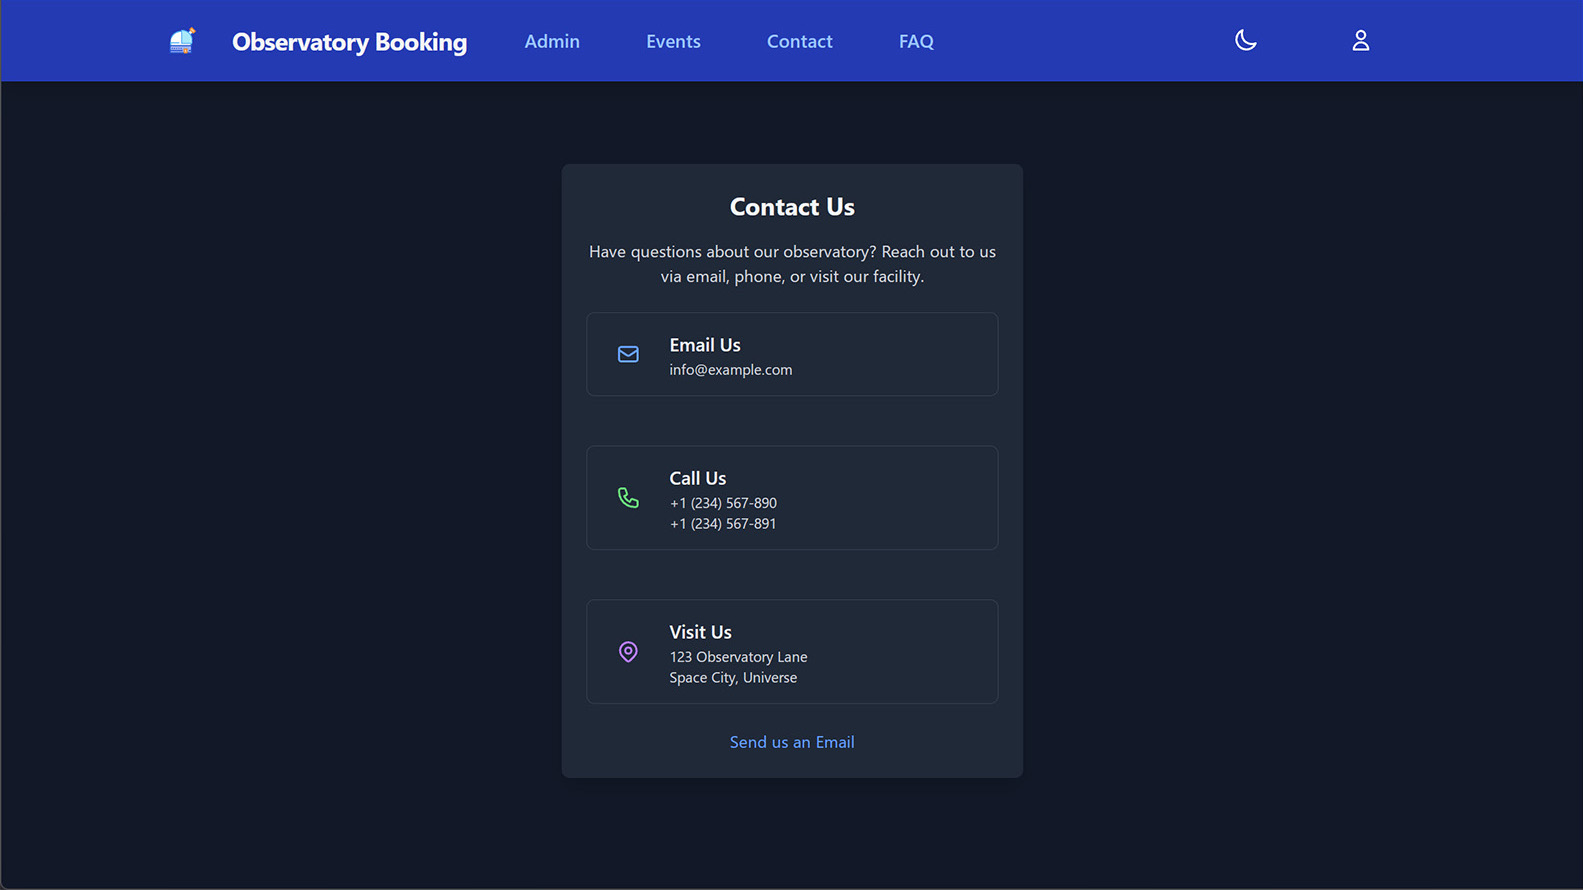 Observatory Booking Admin Events Contact FAQ
Contact Us
Have questions about our observatory? Reach out to us
via email, phone, or visit our facility.
Email Us
info@example.com
Call Us
+1 (234) 567-890
+1 (234) 567-891
Visit Us
123 Observatory Lane
Space City, Universe
Send us an Email